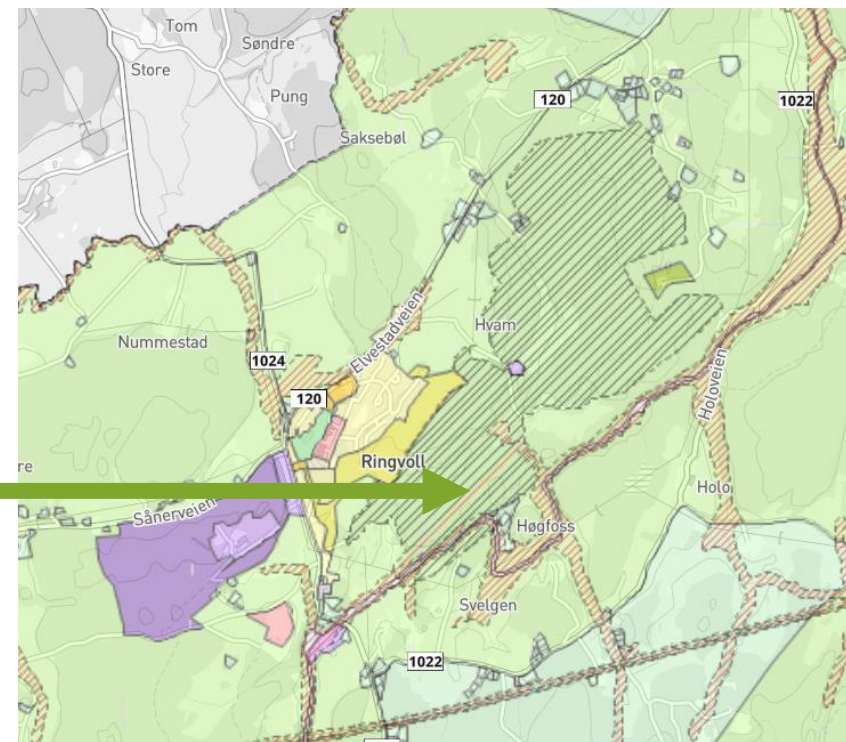 Tom
Søndre
Store
Pung
120
1022
Saksebøl
Elvestadveien
Hvam
Nummestad
1024
Holoveien
120
re
Ringvoll
Holo
Sånerveien
Høgfoss
Svelgen
1022